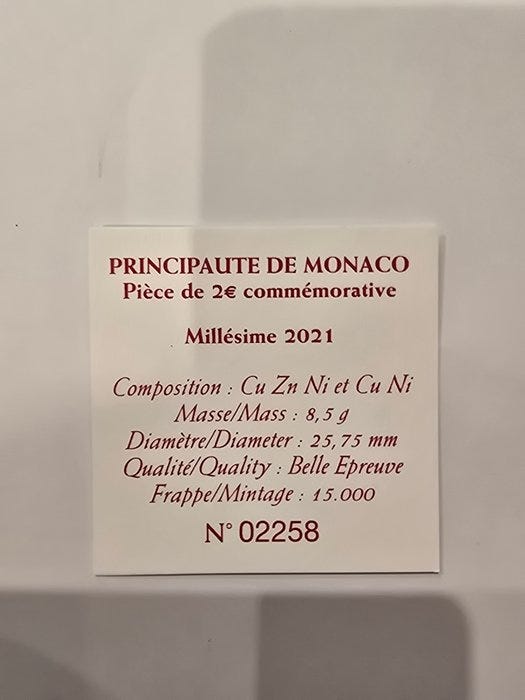 PRINCIPAUTE DE MONACO
Pièce de 2€ commémorative
Millésime 2021
Composition : Cu Zn Ni et Cu Ni
Masse/Mass : 8,5 g
Diamètre/Diameter : 25,75 mm
Qualité/Quality : Belle Epreuve
Frappe/Mintage : 15.000
N° 02258